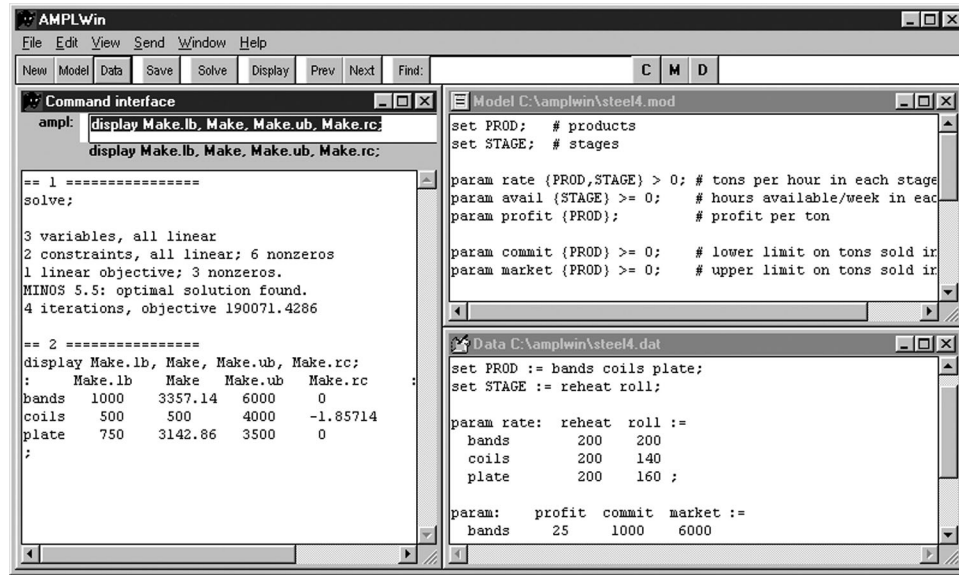 AMPLWin
File Edit View Send Window Help
New Model Data Save Solve Display Prev Next Find: C M D
Command interface
ampl: display Make.lb, Make, Make.ub, Make.rc;
display Make.lb, Make, Make.ub, Make.rc;
== 1 =================
solve;
3 variables, all linear
2 constraints, all linear; 6 nonzeros
1 linear objective; 3 nonzeros.
MINOS 5.5: optimal solution found.
4 iterations, objective 190071.4286
== 2 =================
display Make.lb, Make, Make.ub, Make.rc;
: Make.lb Make Make.ub Make.rc :
bands 1000 3357.14 6000 0
coils 500 500 4000 -1.85714
plate 750 3142.86 3500 0
;
Model C:\amplwin\steel4.mod
set PROD; # products
set STAGE; # stages
param rate {PROD,STAGE} > 0; # tons per hour in each stage
param avail {STAGE} >= 0; # hours available/week in eac
param profit {PROD}; # profit per ton
param commit {PROD} >= 0; # lower limit on tons sold in
param market {PROD} >= 0; # upper limit on tons sold in
Data C:\amplwin\steel4.dat
set PROD := bands coils plate;
set STAGE := reheat roll;
param rate: reheat roll :=
bands 200 200
coils 200 140
plate 200 160 ;
param: profit commit market :=
bands 25 1000 6000